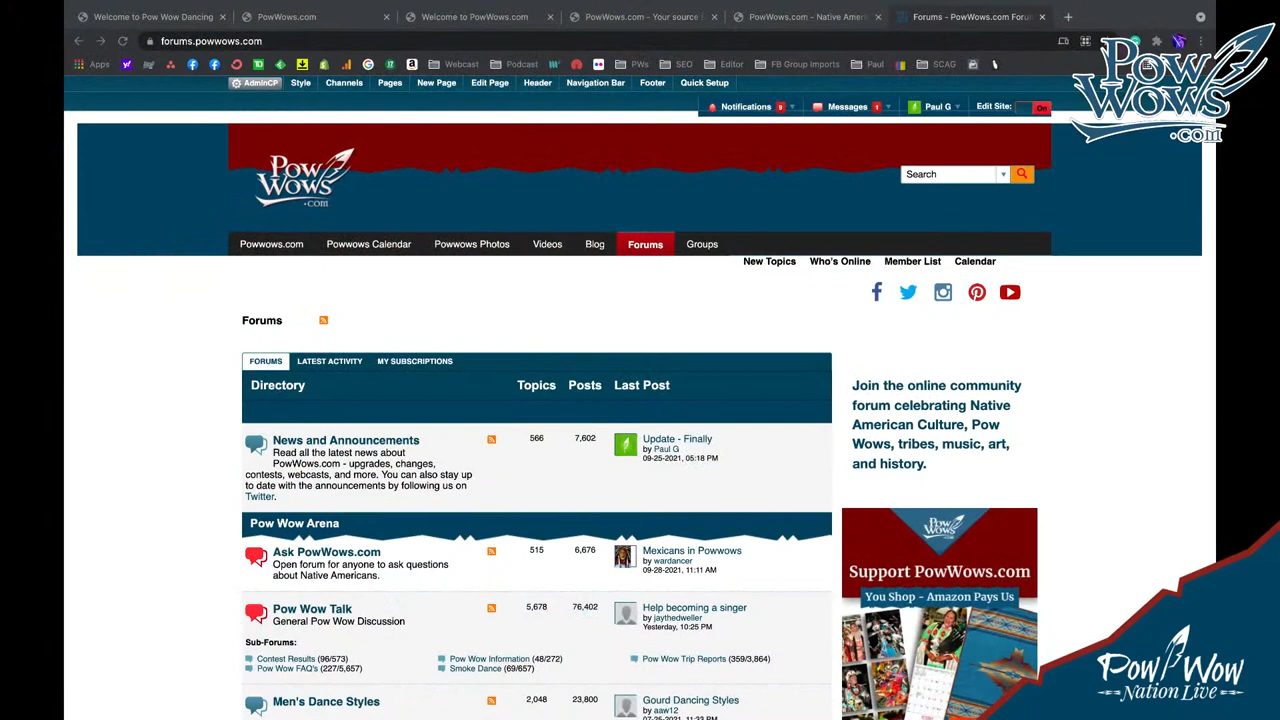 Welcome to Pow Wow Dancing
PowWows.com
Welcome to PowWows.com
PowWows.com - Your source
PowWows.com - Native Ameri
Forums - PowWows.com Foru
forums.powwows.com
Apps
Webcast
Podcast
PWs
SEO
Editor
FB Group Imports
Paul
SCAG
AdminCP
Style
Channels
Pages
New Page
Edit Page
Header
Navigation Bar
Footer
Quick Setup
Pow
Wows
.com
Notifications
Messages 1
Paul G
Edit Site: On
Pow
Wows
.com
Search
Powwows.com
Powwows Calendar
Powwows Photos
Videos
Blog
Forums
Groups
New Topics
Who's Online
Member List
Calendar
Forums
FORUMS
LATEST ACTIVITY
MY SUBSCRIPTIONS
Directory Topics Posts Last Post
News and Announcements 566 7,602 Update - Finally
Read all the latest news about by Paul G
PowWows.com - upgrades, changes, 09-25-2021, 05:18 PM
contests, webcasts, and more. You can also stay up
to date with the announcements by following us on
Twitter.
Pow Wow Arena
Ask PowWows.com 515 6,676 Mexicans in Powwows
Open forum for anyone to ask questions by wardancer
about Native Americans. 09-28-2021, 11:11 AM
Pow Wow Talk 5,678 76,402 Help becoming a singer
General Pow Wow Discussion by jaythedweller
Yesterday, 10:25 PM
Sub-Forums:
Contest Results (96/573) Pow Wow Information (48/272) Pow Wow Trip Reports (359/3,864)
Pow Wow FAQ's (227/5,657) Smoke Dance (69/657)
Men's Dance Styles 2,048 23,800 Gourd Dancing Styles
by aaw12
07-25-2021, 11:33 PM
Join the online community
forum celebrating Native
American Culture, Pow
Wows, tribes, music, art,
and history.
Support PowWows.com
You Shop - Amazon Pays Us
Pow Wow
Nation Live